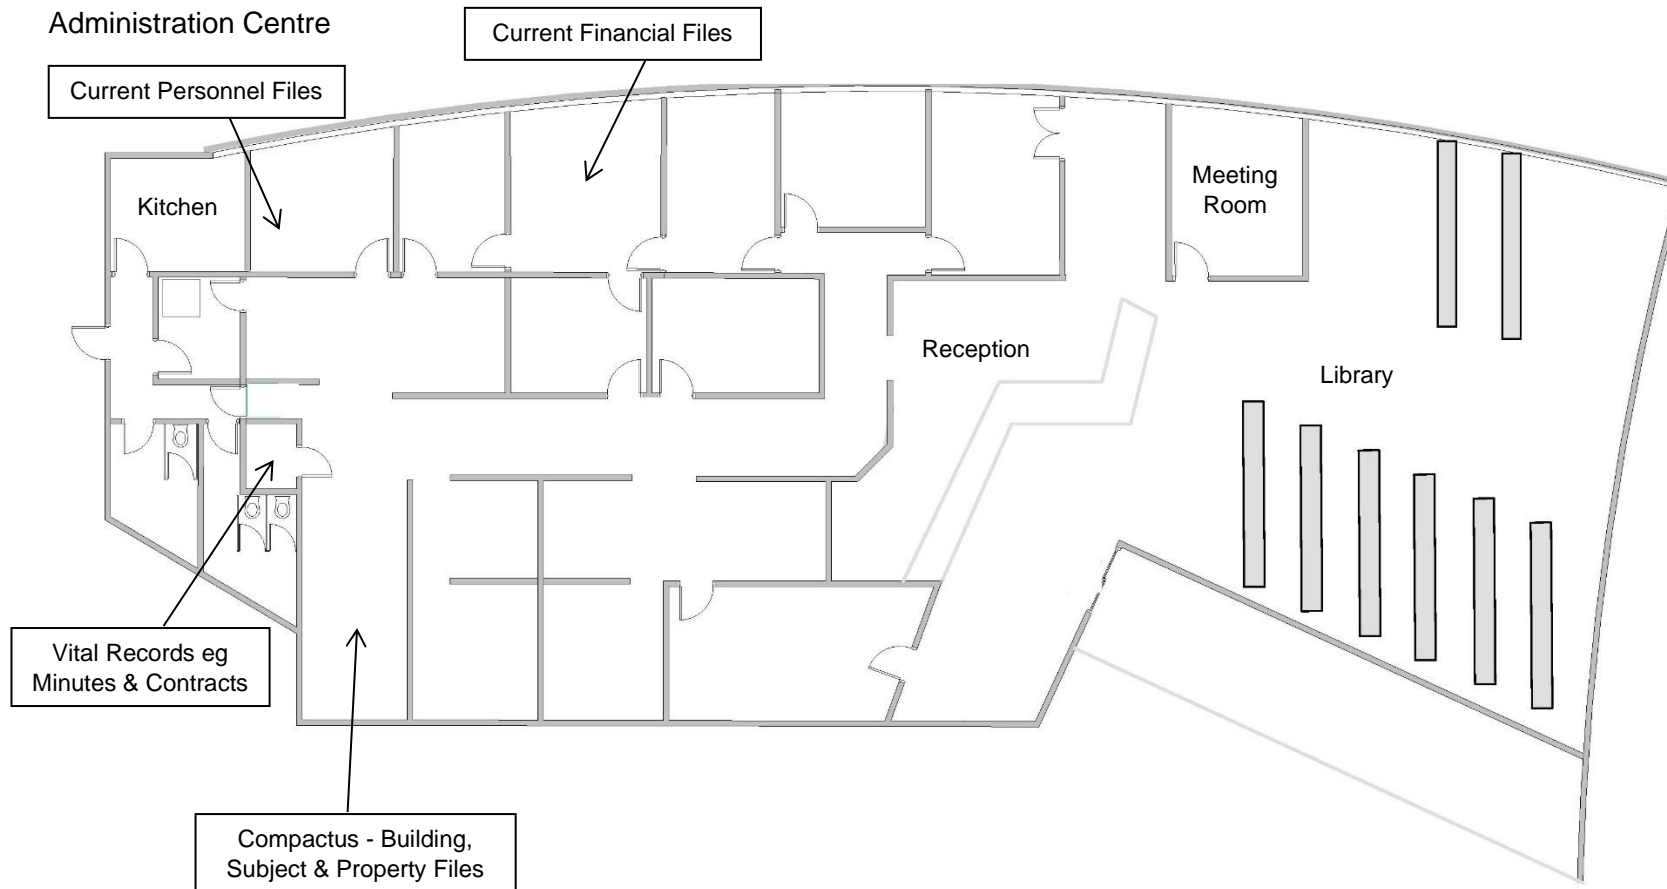 Administration Centre
Current Financial Files
Current Personnel Files
Kitchen
Meeting
Room
Reception
Library
Vital Records eg
Minutes & Contracts
Compactus - Building,
Subject & Property Files